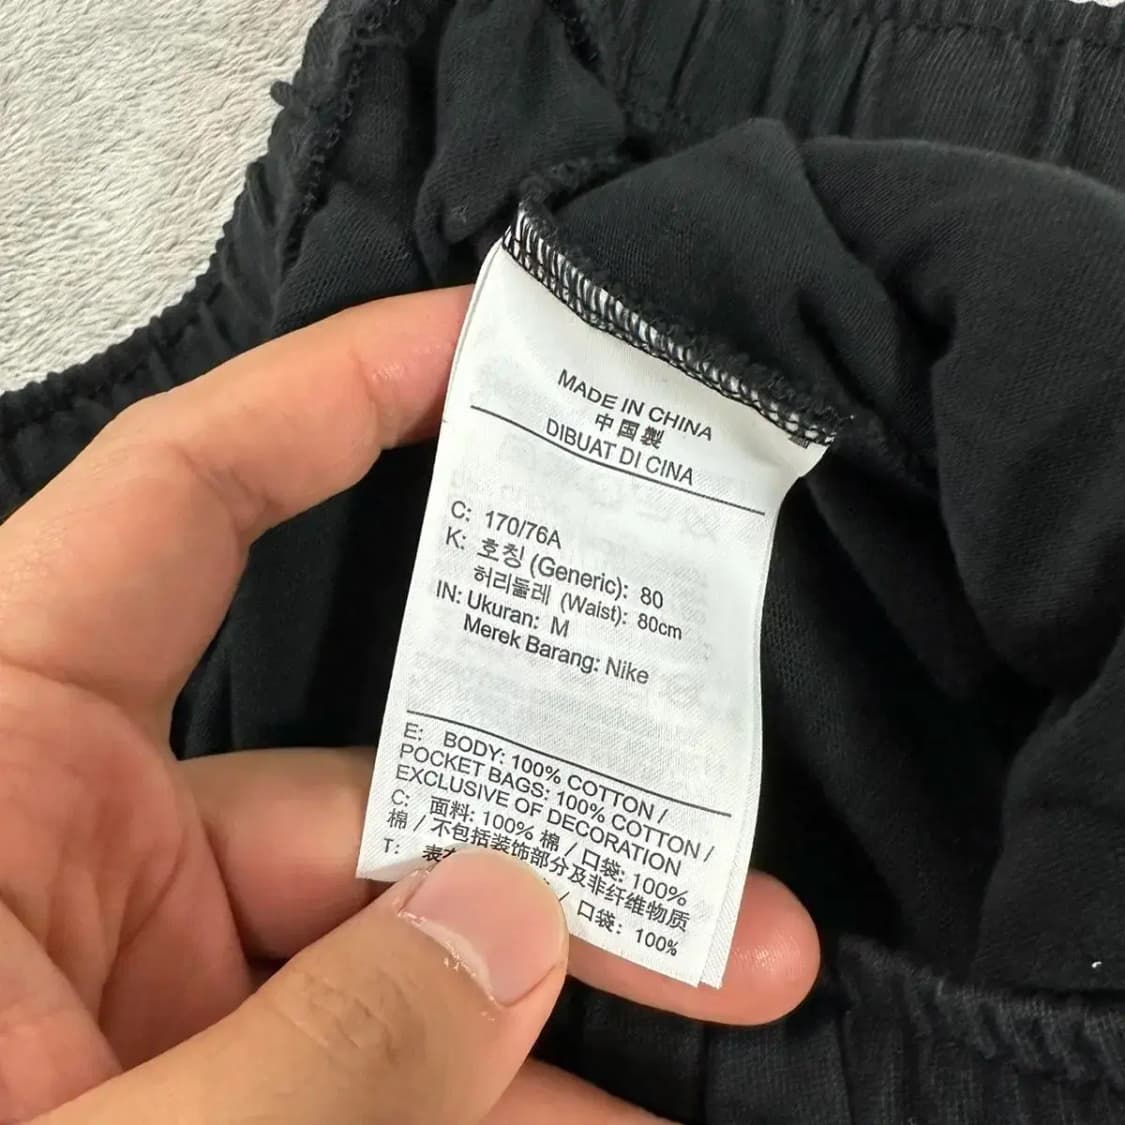 MADE IN CHINA
中国製
DIBUAT DI CINA
C: 170/76A
K: 호칭 (Generic): 80
허리둘레 (Waist): 80cm
IN: Ukuran: M
Merek Barang: Nike
E: BODY: 100% COTTON /
POCKET BAGS: 100% COTTON /
EXCLUSIVE OF DECORATION
C: 面料: 100% 棉 / 口袋: 100%
棉 / 不包括装饰部分及非纤维物质
T: / 口袋: 100%